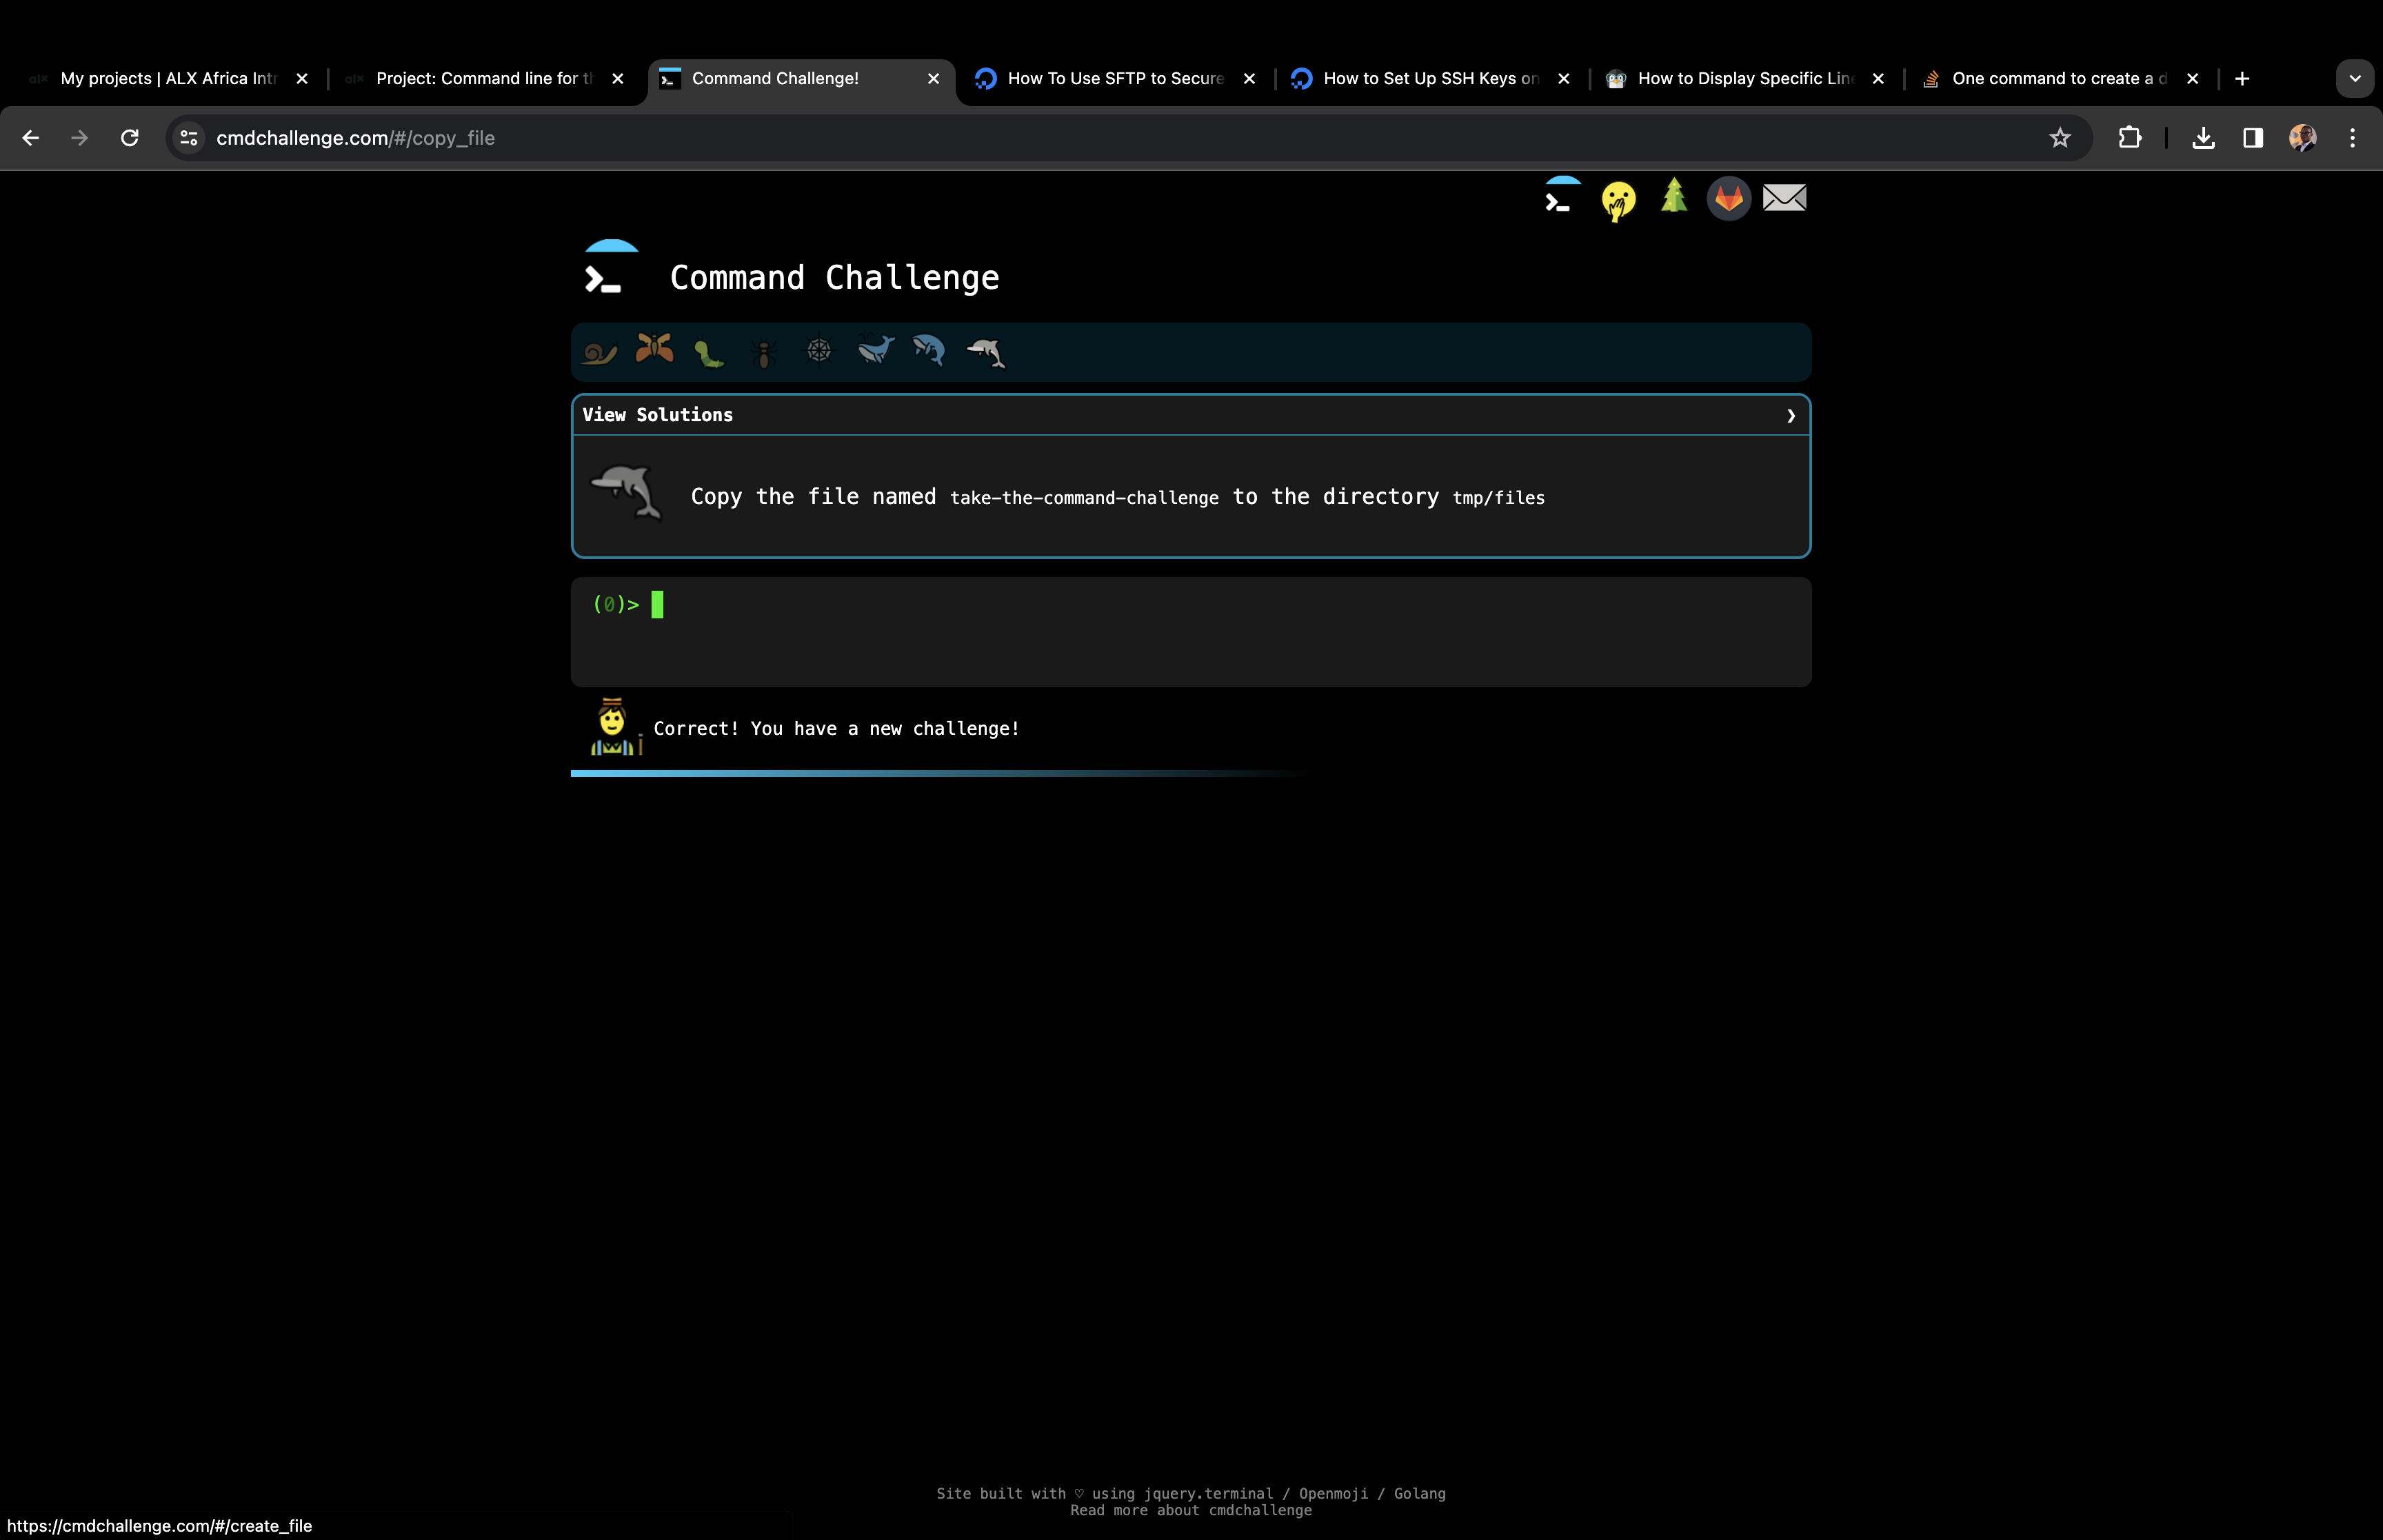 My projects | ALX Africa Intr
Project: Command line for th
Command Challenge!
How To Use SFTP to Secure
How to Set Up SSH Keys on
How to Display Specific Line
One command to create a d
cmdchallenge.com/#/copy_file
Command Challenge
View Solutions
Copy the file named take-the-command-challenge to the directory tmp/files
(0)>
Correct! You have a new challenge!
Site built with ♡ using jquery.terminal / Openmoji / Golang
Read more about cmdchallenge
https://cmdchallenge.com/#/create_file